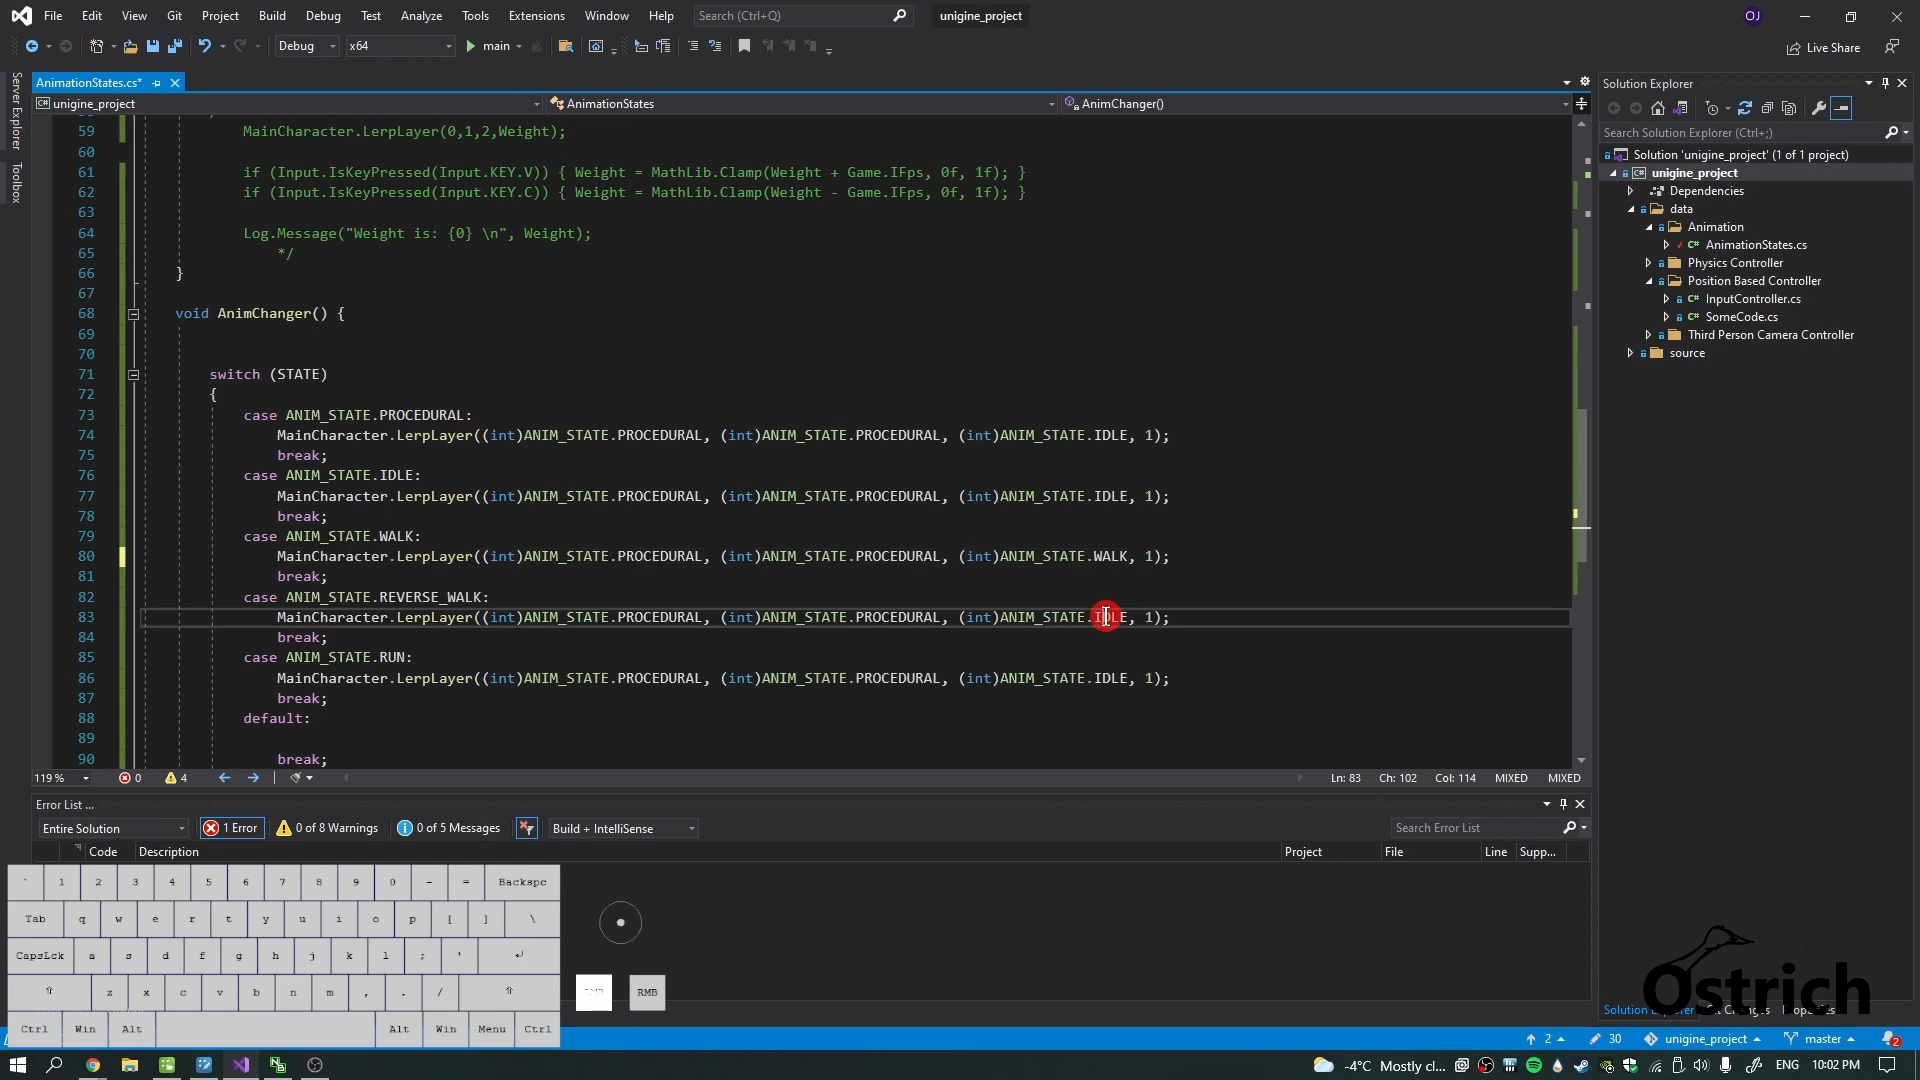 File Edit View Git Project Build Debug Test Analyze Tools Extensions Window Help Search (Ctrl+Q) unigine_project OJ
Debug x64 main Live Share
AnimationStates.cs*
unigine_project AnimationStates AnimChanger()
Server Explorer
Toolbox
59 MainCharacter.LerpLayer(0,1,2,Weight);
60
61 if (Input.IsKeyPressed(Input.KEY.V)) { Weight = MathLib.Clamp(Weight + Game.IFps, 0f, 1f); }
62 if (Input.IsKeyPressed(Input.KEY.C)) { Weight = MathLib.Clamp(Weight - Game.IFps, 0f, 1f); }
63
64 Log.Message("Weight is: {0} \n", Weight);
65 */
66 }
67
68 void AnimChanger() {
69
70
71 switch (STATE)
72 {
73 case ANIM_STATE.PROCEDURAL:
74 MainCharacter.LerpLayer((int)ANIM_STATE.PROCEDURAL, (int)ANIM_STATE.PROCEDURAL, (int)ANIM_STATE.IDLE, 1);
75 break;
76 case ANIM_STATE.IDLE:
77 MainCharacter.LerpLayer((int)ANIM_STATE.PROCEDURAL, (int)ANIM_STATE.PROCEDURAL, (int)ANIM_STATE.IDLE, 1);
78 break;
79 case ANIM_STATE.WALK:
80 MainCharacter.LerpLayer((int)ANIM_STATE.PROCEDURAL, (int)ANIM_STATE.PROCEDURAL, (int)ANIM_STATE.WALK, 1);
81 break;
82 case ANIM_STATE.REVERSE_WALK:
83 MainCharacter.LerpLayer((int)ANIM_STATE.PROCEDURAL, (int)ANIM_STATE.PROCEDURAL, (int)ANIM_STATE.IDLE, 1);
84 break;
85 case ANIM_STATE.RUN:
86 MainCharacter.LerpLayer((int)ANIM_STATE.PROCEDURAL, (int)ANIM_STATE.PROCEDURAL, (int)ANIM_STATE.IDLE, 1);
87 break;
88 default:
89
90 break;
119 % 0 4 Ln: 83 Ch: 102 Col: 114 MIXED MIXED
Solution Explorer
Search Solution Explorer (Ctrl+;)
Solution 'unigine_project' (1 of 1 project)
unigine_project
Dependencies
data
Animation
AnimationStates.cs
Physics Controller
Position Based Controller
InputController.cs
SomeCode.cs
Third Person Camera Controller
source
Error List ...
Entire Solution 1 Error 0 of 8 Warnings 0 of 5 Messages Build + IntelliSense Search Error List
Code Description Project File Line Supp...
` 1 2 3 4 5 6 7 8 9 0 - = Backspc
Tab q w e r t y u i o p [ ] \
CapsLck a s d f g h j k l ; '
z x c v b n m , . /
Ctrl Win Alt Alt Win Menu Ctrl
RMB
Ostrich
Solution Explorer Git Changes Properties
2 30 unigine_project master 2
-4°C Mostly cl... ENG 10:02 PM